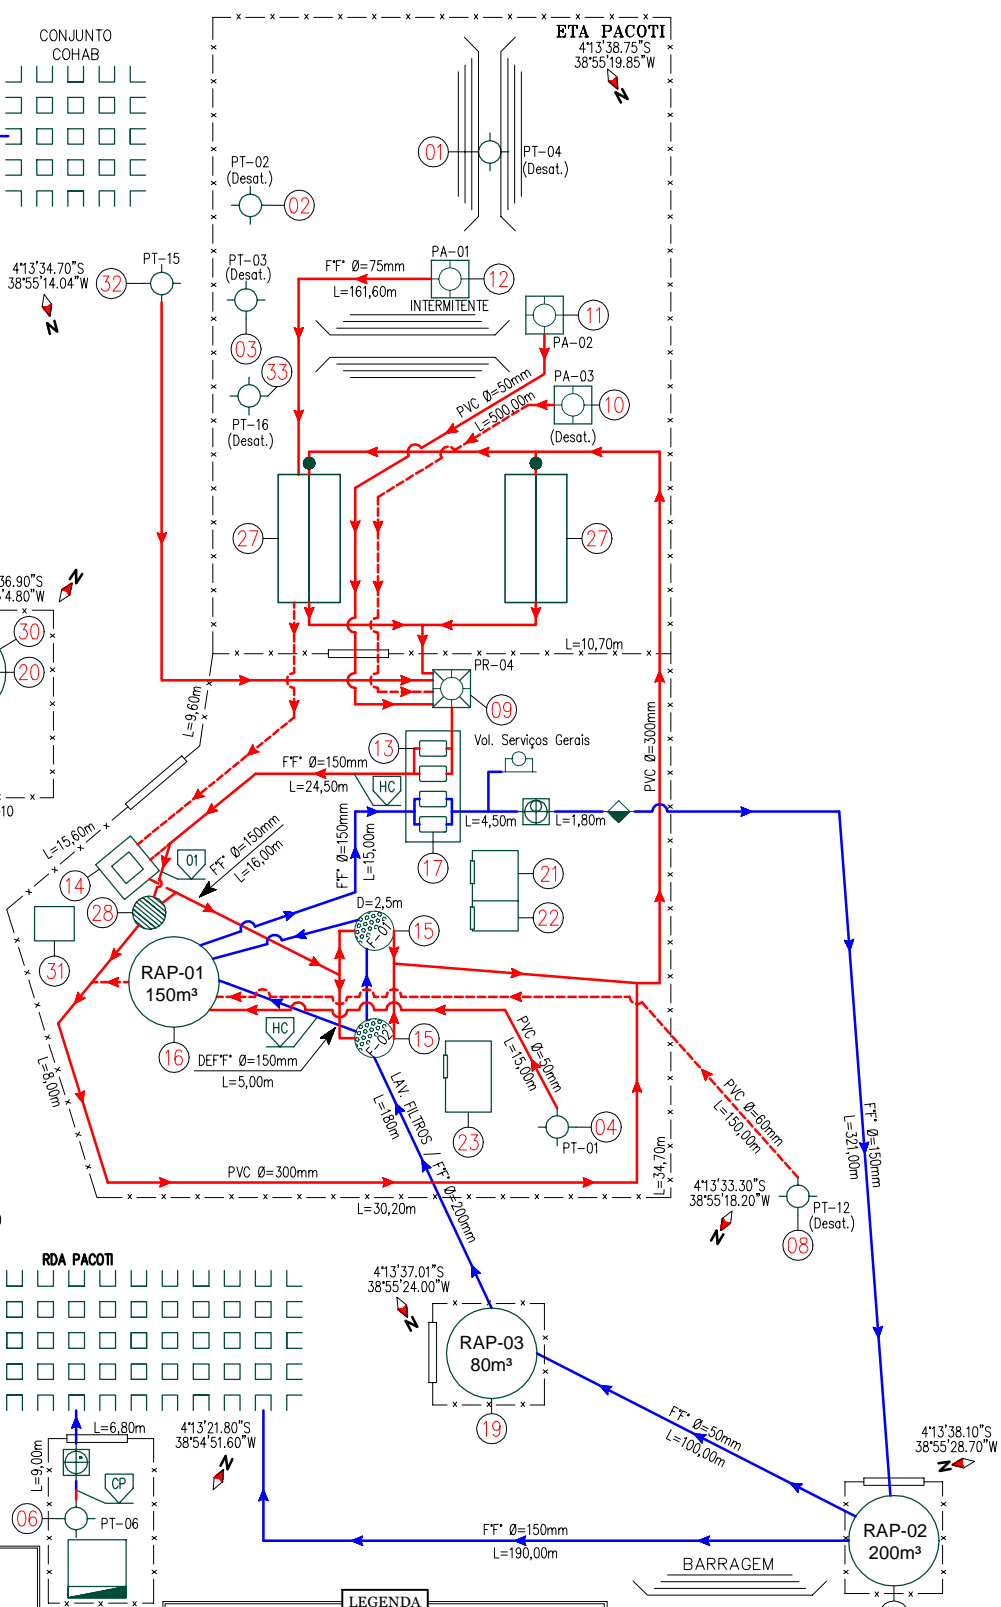 CONJUNTO
COHAB
ETA PACOTI
4°13'38.75"S
38°55'19.85"W
N
01
PT-04
(Desat.)
PT-02
(Desat.)
02
4°13'34.70"S
38°55'14.04"W
N
32
PT-15
PT-03
(Desat.)
03
33
PT-16
(Desat.)
F°F° Ø=75mm
L=161,60m
PA-01
12
INTERMITENTE
11
PA-02
PVC Ø=50mm
L=500,00m
PA-03
10
(Desat.)
27
27
36.90"S
4.80"W
N
30
20
10
L=10,70m
L=9,60m
PR-04
09
13
Vol. Serviços Gerais
F°F° Ø=150mm
L=24,50m
HC
F°F° Ø=150mm
L=15,00m
L=4,50m
L=1,80m
17
PVC Ø=300mm
L=15,60m
14
01
F°F° Ø=150mm
L=16,00m
28
31
21
22
D=2,5m
F-01
15
RAP-01
150m³
16
HC
F-02
15
DEF°F° Ø=150mm
L=5,00m
L=8,00m
23
PVC Ø=50mm
L=15,00m
04
PT-01
LAV. FILTROS / F°F° Ø=200mm
L=180m
PVC Ø=60mm
L=150,00m
F°F° Ø=150mm
L=321,00m
PVC Ø=300mm
L=30,20m
L=34,70m
4°13'33.30"S
38°55'18.20"W
N
PT-12
(Desat.)
08
RDA PACOTI
4°13'37.01"S
38°55'24.00"W
N
RAP-03
80m³
19
F°F° Ø=50mm
L=100,00m
4°13'38.10"S
38°55'28.70"W
N
RAP-02
200m³
4°13'21.80"S
38°54'51.60"W
N
L=6,80m
L=9,00m
CP
06
PT-06
F°F° Ø=150mm
L=190,00m
BARRAGEM
LEGENDA